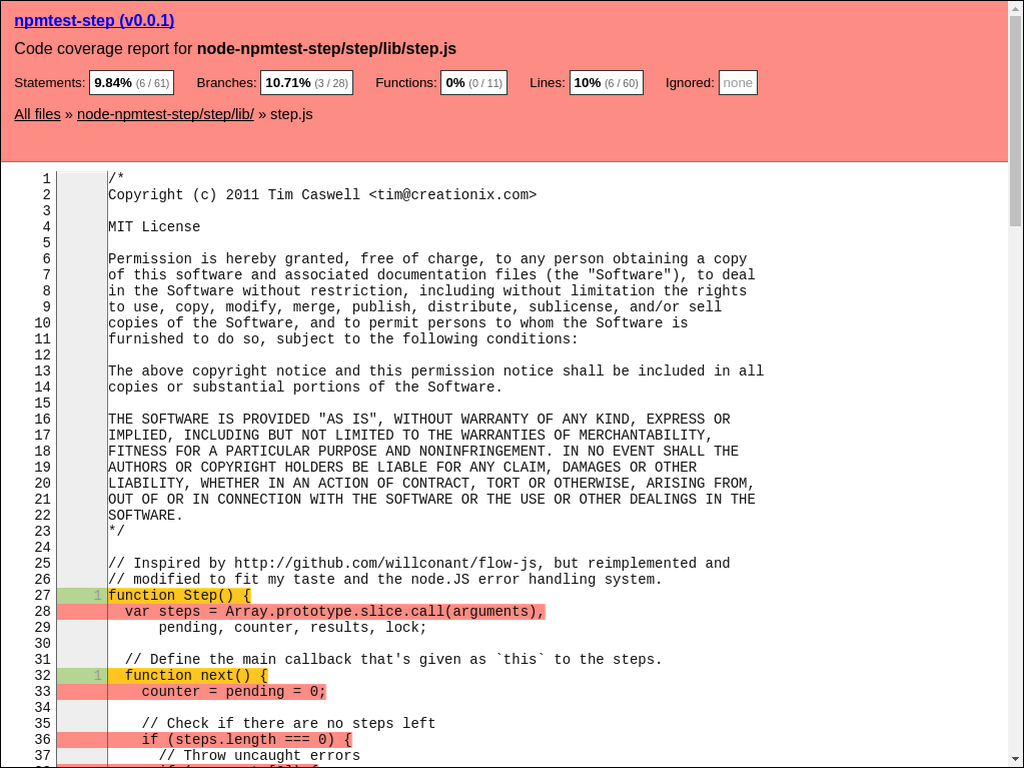 npmtest-step (v0.0.1)
Code coverage report for node-npmtest-step/step/lib/step.js
Statements: 9.84% (6 / 61) Branches: 10.71% (3 / 28) Functions: 0% (0 / 11) Lines: 10% (6 / 60) Ignored: none
All files » node-npmtest-step/step/lib/ » step.js
1 /*
2 Copyright (c) 2011 Tim Caswell <tim@creationix.com>
3
4 MIT License
5
6 Permission is hereby granted, free of charge, to any person obtaining a copy
7 of this software and associated documentation files (the "Software"), to deal
8 in the Software without restriction, including without limitation the rights
9 to use, copy, modify, merge, publish, distribute, sublicense, and/or sell
10 copies of the Software, and to permit persons to whom the Software is
11 furnished to do so, subject to the following conditions:
12
13 The above copyright notice and this permission notice shall be included in all
14 copies or substantial portions of the Software.
15
16 THE SOFTWARE IS PROVIDED "AS IS", WITHOUT WARRANTY OF ANY KIND, EXPRESS OR
17 IMPLIED, INCLUDING BUT NOT LIMITED TO THE WARRANTIES OF MERCHANTABILITY,
18 FITNESS FOR A PARTICULAR PURPOSE AND NONINFRINGEMENT. IN NO EVENT SHALL THE
19 AUTHORS OR COPYRIGHT HOLDERS BE LIABLE FOR ANY CLAIM, DAMAGES OR OTHER
20 LIABILITY, WHETHER IN AN ACTION OF CONTRACT, TORT OR OTHERWISE, ARISING FROM,
21 OUT OF OR IN CONNECTION WITH THE SOFTWARE OR THE USE OR OTHER DEALINGS IN THE
22 SOFTWARE.
23 */
24
25 // Inspired by http://github.com/willconant/flow-js, but reimplemented and
26 // modified to fit my taste and the node.JS error handling system.
27 1 function Step() {
28 var steps = Array.prototype.slice.call(arguments),
29 pending, counter, results, lock;
30
31 // Define the main callback that's given as `this` to the steps.
32 1 function next() {
33 counter = pending = 0;
34
35 // Check if there are no steps left
36 if (steps.length === 0) {
37 // Throw uncaught errors